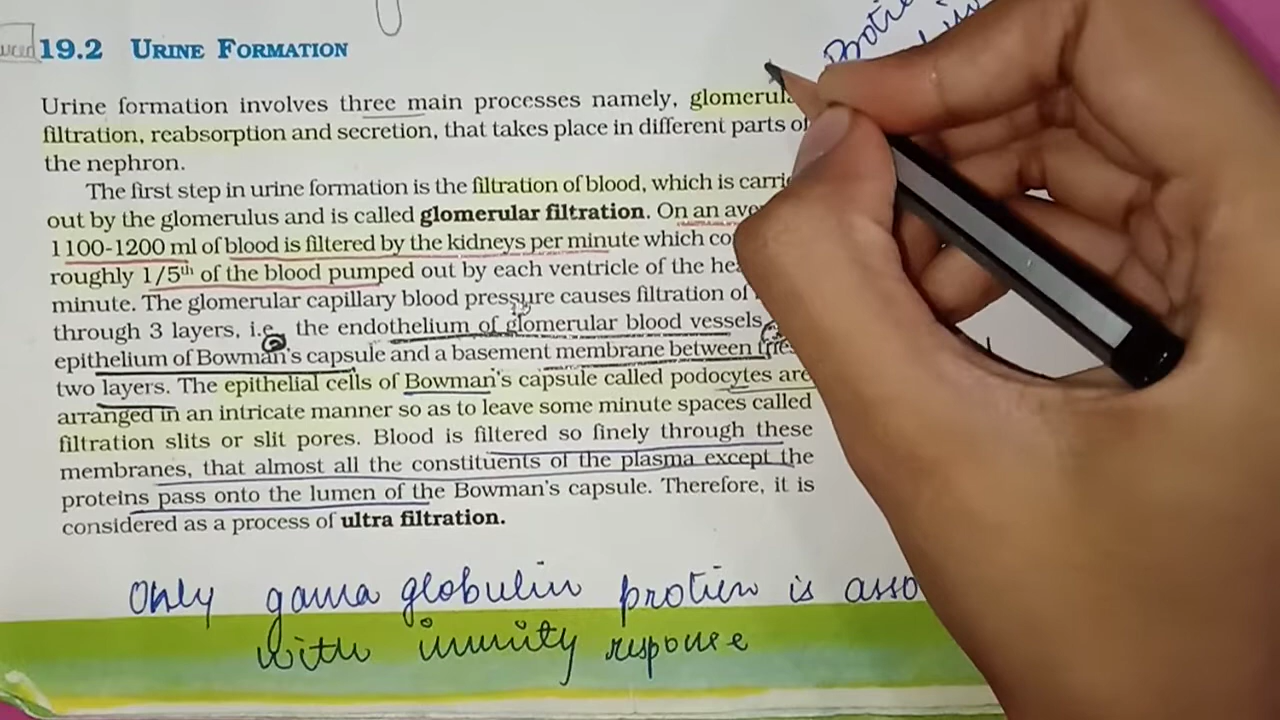 19.2 URINE FORMATION
Urine formation involves three main processes namely,
filtration, reabsorption and secretion, that takes place in different parts of
the nephron.
The first step in urine formation is the filtration of blood, which is
out by the glomerulus and is called glomerular filtration. On an
1100-1200 ml of blood is filtered by the kidneys per minute which
roughly 1/5th of the blood pumped out by each ventricle of the
minute. The glomerular capillary blood pressure causes filtration of
through 3 layers, i.e., the endothelium of glomerular blood vessels
epithelium of Bowman's capsule and a basement membrane between
two layers. The epithelial cells of Bowman's capsule called podocytes are
arranged in an intricate manner so as to leave some minute spaces called
filtration slits or slit pores. Blood is filtered so finely through these
membranes, that almost all the constituents of the plasma except the
proteins pass onto the lumen of the Bowman's capsule. Therefore, it is
considered as a process of ultra filtration.
Only gama globulin protien is
with immunity response